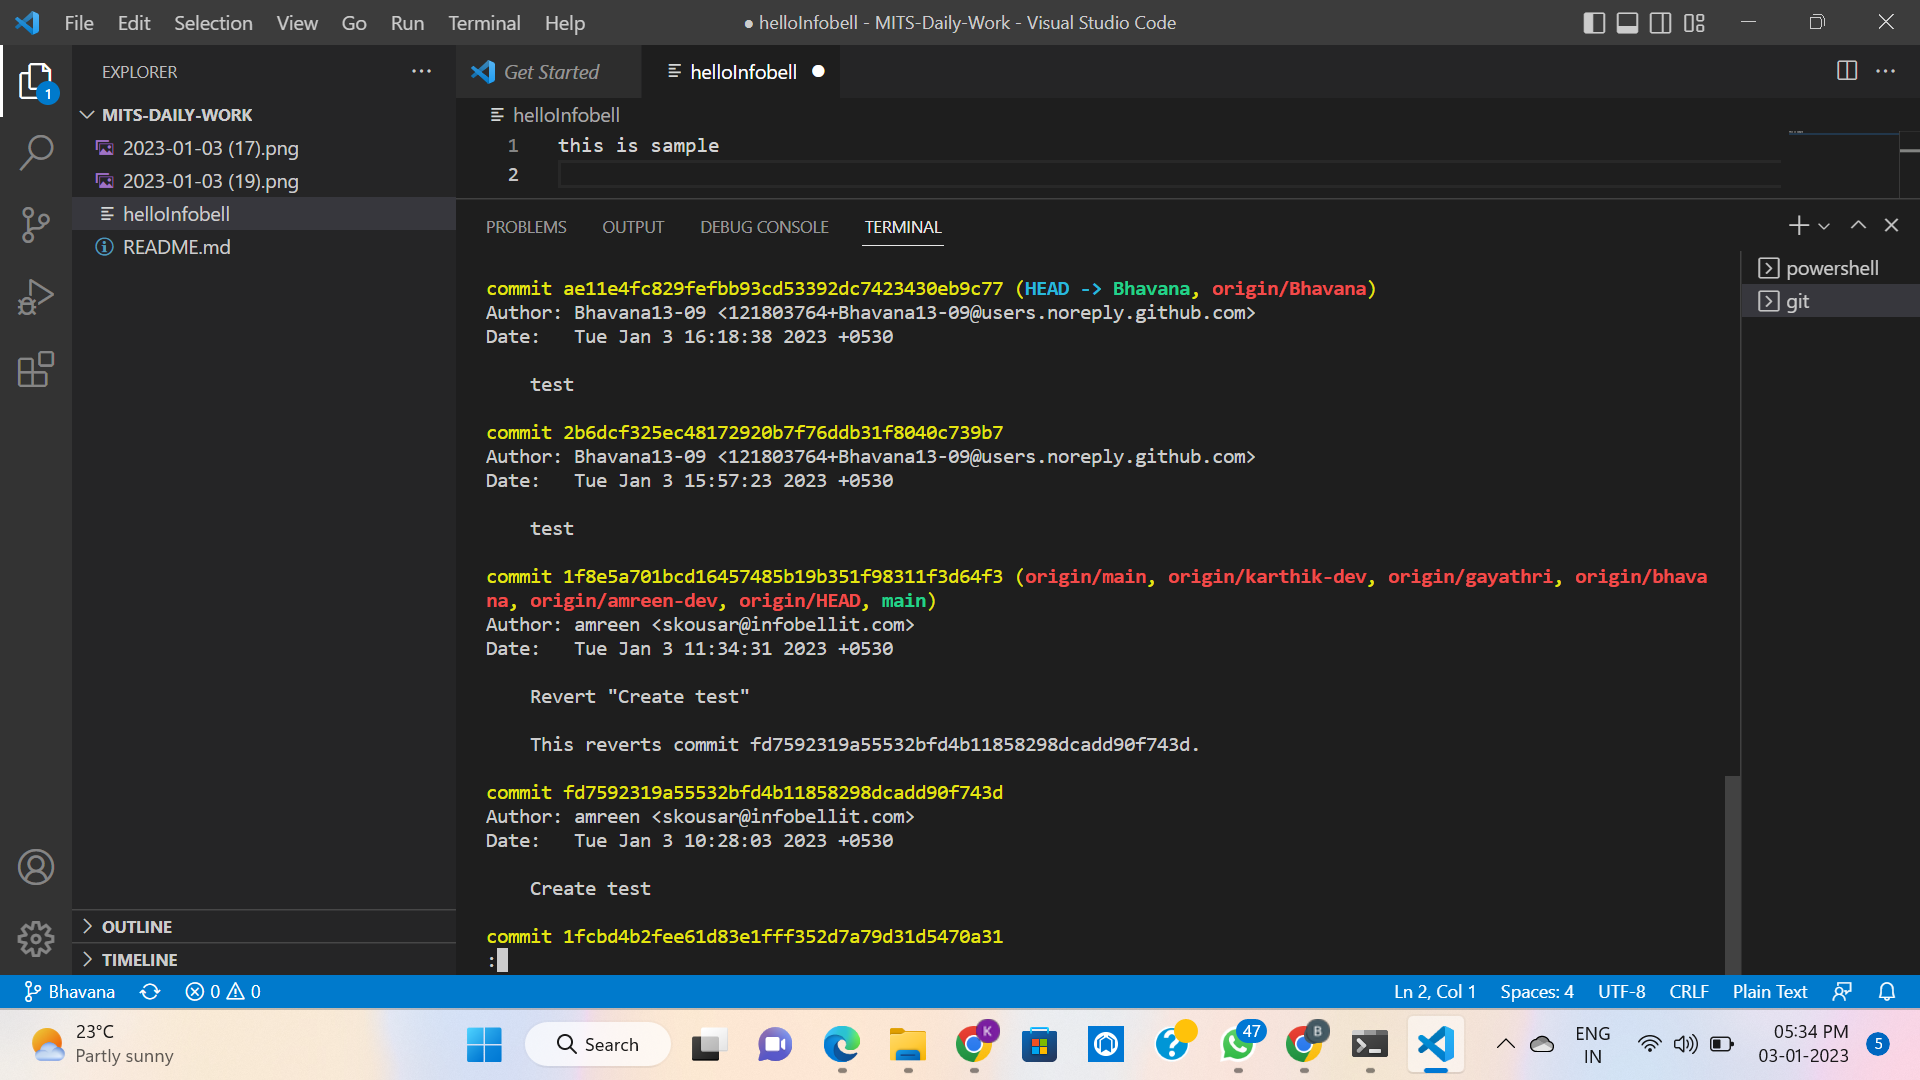 File Edit Selection View Go Run Terminal Help
● helloInfobell - MITS-Daily-Work - Visual Studio Code
EXPLORER
Get Started
helloInfobell
1
MITS-DAILY-WORK
2023-01-03 (17).png
2023-01-03 (19).png
helloInfobell
README.md
helloInfobell
1 this is sample
2
PROBLEMS OUTPUT DEBUG CONSOLE TERMINAL
powershell
git
commit ae11e4fc829fefbb93cd53392dc7423430eb9c77 (HEAD -> Bhavana, origin/Bhavana)
Author: Bhavana13-09 <121803764+Bhavana13-09@users.noreply.github.com>
Date:   Tue Jan 3 16:18:38 2023 +0530
test
commit 2b6dcf325ec48172920b7f76ddb31f8040c739b7
Author: Bhavana13-09 <121803764+Bhavana13-09@users.noreply.github.com>
Date:   Tue Jan 3 15:57:23 2023 +0530
test
commit 1f8e5a701bcd16457485b19b351f98311f3d64f3 (origin/main, origin/karthik-dev, origin/gayathri, origin/bhava
na, origin/amreen-dev, origin/HEAD, main)
Author: amreen <skousar@infobellit.com>
Date:   Tue Jan 3 11:34:31 2023 +0530
Revert "Create test"
This reverts commit fd7592319a55532bfd4b11858298dcadd90f743d.
commit fd7592319a55532bfd4b11858298dcadd90f743d
Author: amreen <skousar@infobellit.com>
Date:   Tue Jan 3 10:28:03 2023 +0530
Create test
commit 1fcbd4b2fee61d83e1fff352d7a79d31d5470a31
:
OUTLINE
TIMELINE
Bhavana 0 0
Ln 2, Col 1 Spaces: 4 UTF-8 CRLF Plain Text
23°C
Partly sunny
Search
K
47
B
ENG
IN
05:34 PM
03-01-2023
5